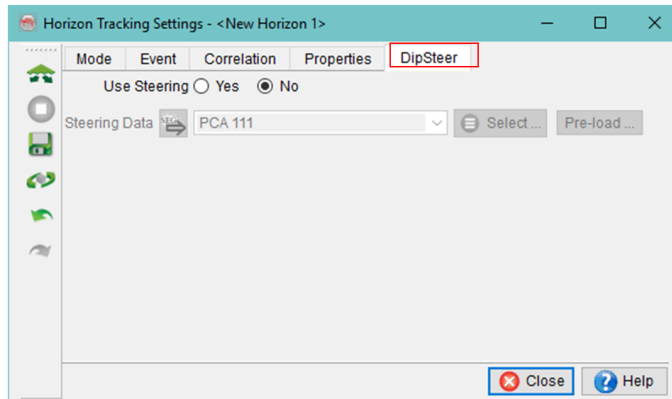 Horizon Tracking Settings - <New Horizon 1>
Mode Event Correlation Properties DipSteer
Use Steering Yes No
Steering Data SEG PCA 111 Select ... Pre-load ...
Close Help